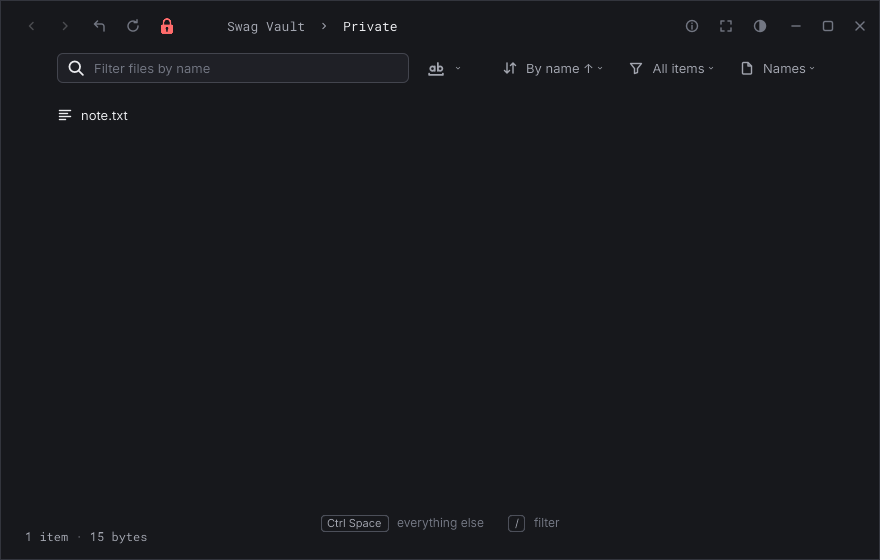 Swag Vault › Private
Filter files by name ab By name ↑ All items Names
note.txt
Ctrl Space everything else / filter
1 item · 15 bytes